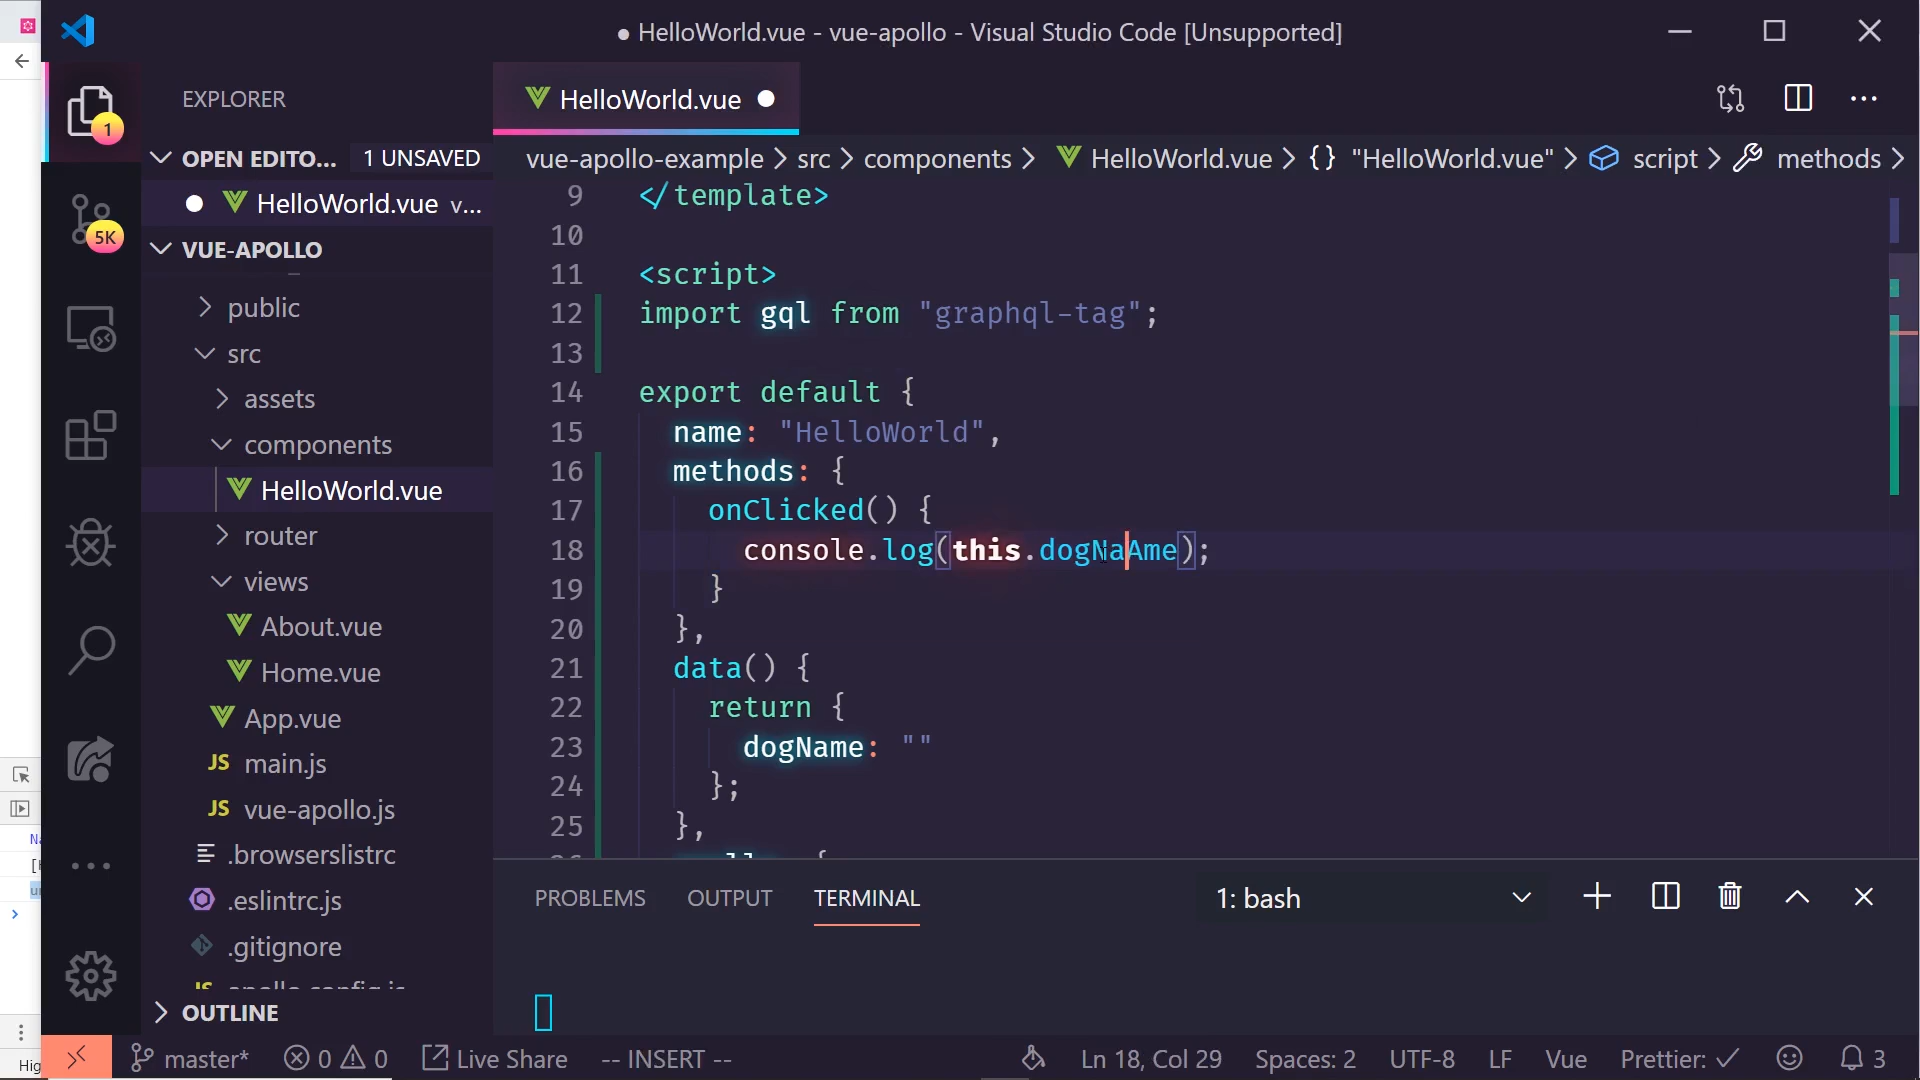 ● HelloWorld.vue - vue-apollo - Visual Studio Code [Unsupported]
EXPLORER
1
OPEN EDITO... 1 UNSAVED
HelloWorld.vue v...
5K
VUE-APOLLO
public
src
assets
components
HelloWorld.vue
router
views
About.vue
Home.vue
App.vue
JS main.js
JS vue-apollo.js
.browserslistrc
.eslintrc.js
.gitignore
OUTLINE
HelloWorld.vue
vue-apollo-example > src > components > HelloWorld.vue > {} "HelloWorld.vue" > script > methods >
9 </template>
10
11 <script>
12 import gql from "graphql-tag";
13
14 export default {
15 name: "HelloWorld",
16 methods: {
17 onClicked() {
18 console.log(this.dogNaAme);
19 }
20 },
21 data() {
22 return {
23 dogName: ""
24 };
25 },
PROBLEMS OUTPUT TERMINAL 1: bash
Hig
master* 0 0 Live Share -- INSERT -- Ln 18, Col 29 Spaces: 2 UTF-8 LF Vue Prettier: ✓ 3